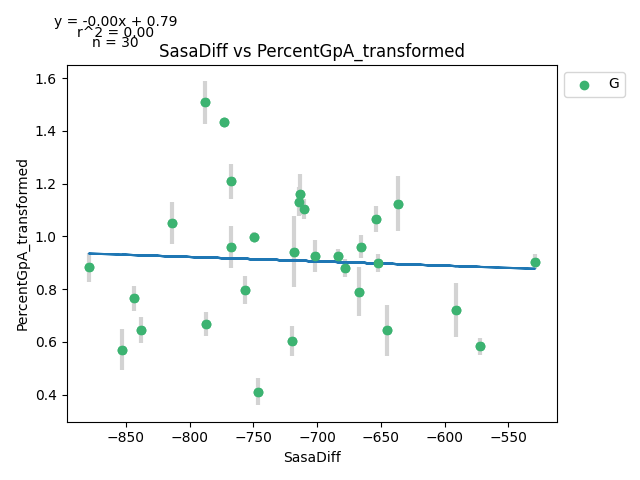 y = -0.00x + 0.79
r^2 = 0.00
n = 30
SasaDiff vs PercentGpA_transformed
G
PercentGpA_transformed
1.6
1.4
1.2
1.0
0.8
0.6
0.4
−850
−800
−750
−700
−650
−600
−550
SasaDiff